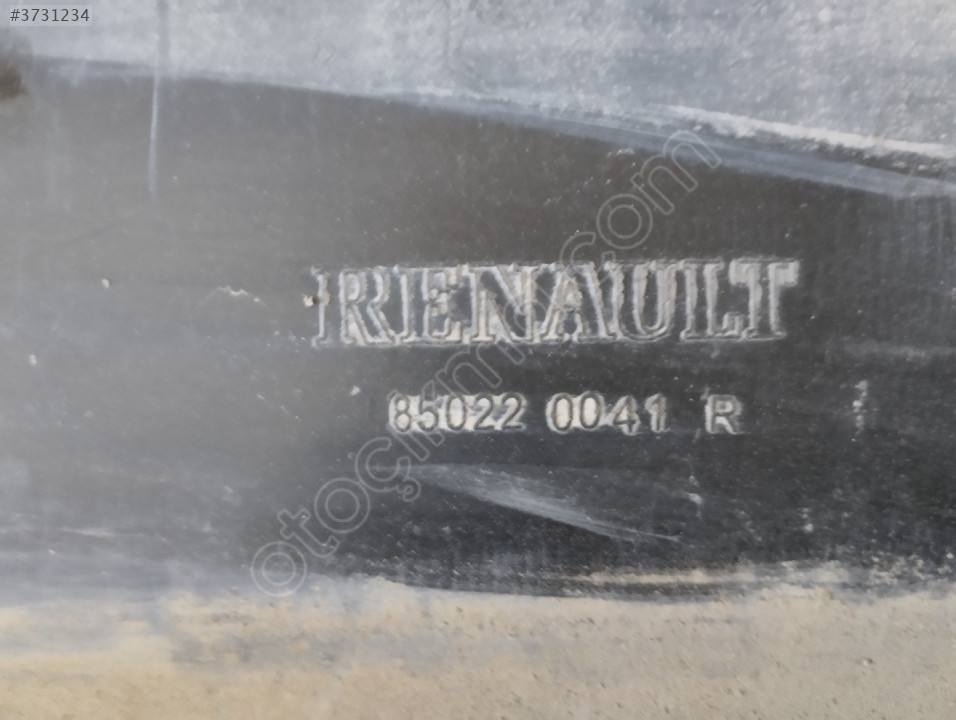 #3731234
RENAULT
85022 0041 R
otoçıkma.com